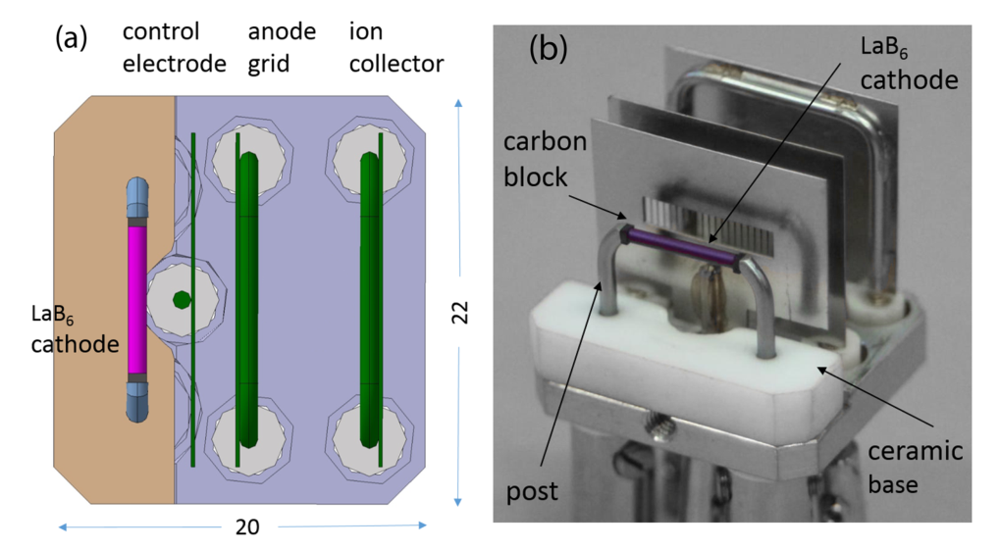 (a)
control
electrode
anode
grid
ion
collector
LaB6
cathode
22
20
(b)
LaB6
cathode
carbon
block
post
ceramic
base